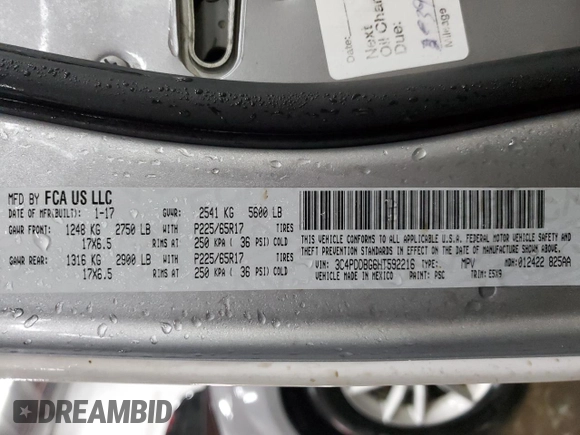 Date:
Next
Oil Char
Due:
Mileage
MFD BY FCA US LLC
DATE OF MFR(BUILT): 1-17 GVWR: 2541 KG 5600 LB
GAWR FRONT: 1248 KG 2750 LB P225/65R17 TIRES
17X6.5 RIMS AT 250 KPA ( 36 PSI) COLD
GAWR REAR: 1316 KG 2900 LB P225/65R17 TIRES
17X6.5 RIMS AT 250 KPA ( 36 PSI) COLD
THIS VEHICLE CONFORMS TO ALL APPLICABLE U.S.A. FEDERAL MOTOR VEHICLE SAFETY AND
THEFT PREVENTION STANDARDS IN EFFECT ON THE DATE OF MANUFACTURE SHOWN ABOVE.
VIN: 3C4PDDBG6HT592216 TYPE: MPV MDH: 012422 B25AA
VEHICLE MADE IN MEXICO PAINT: PSC TRIM: E5X9
DREAMBID